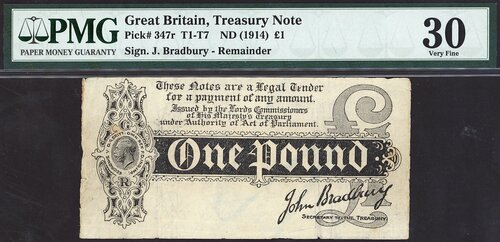 PMG
PAPER MONEY GUARANTY
Great Britain, Treasury Note
Pick# 347r T1-T7 ND (1914) £1
Sign. J. Bradbury - Remainder
30
Very Fine
These Notes are a Legal Tender
for a payment of any amount.
Issued by the Lords Commissioners
of His Majesty's Treasury
under Authority of Act of Parliament.
£
G
R
One Pound
John Bradbury
SECRETARY TO THE TREASURY
£1